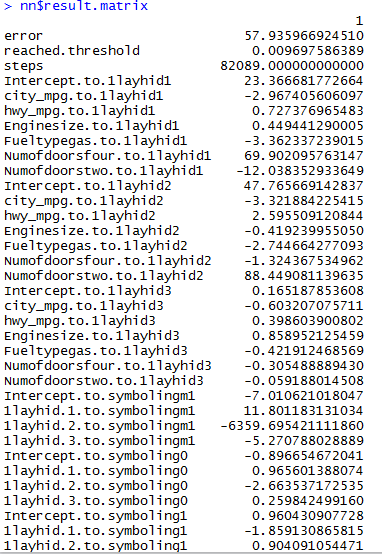 > nn$result.matrix
1
error 57.935966924510
reached.threshold 0.009697586389
steps 82089.000000000000
Intercept.to.1layhid1 23.366681772664
city_mpg.to.1layhid1 -2.967405606097
hwy_mpg.to.1layhid1 0.727376965483
Enginesize.to.1layhid1 0.449441290005
Fueltypegas.to.1layhid1 -3.362337239015
Numofdoorsfour.to.1layhid1 69.902095763147
Numofdoorstwo.to.1layhid1 -12.038352933649
Intercept.to.1layhid2 47.765669142837
city_mpg.to.1layhid2 -3.321884225415
hwy_mpg.to.1layhid2 2.595509120844
Enginesize.to.1layhid2 -0.419239955050
Fueltypegas.to.1layhid2 -2.744664277093
Numofdoorsfour.to.1layhid2 -1.324367534962
Numofdoorstwo.to.1layhid2 88.449081139635
Intercept.to.1layhid3 0.165187853608
city_mpg.to.1layhid3 -0.603207075711
hwy_mpg.to.1layhid3 0.398603900802
Enginesize.to.1layhid3 0.858952125459
Fueltypegas.to.1layhid3 -0.421912468569
Numofdoorsfour.to.1layhid3 -0.305488889430
Numofdoorstwo.to.1layhid3 -0.059188014508
Intercept.to.symbolingm1 -7.010621018047
1layhid.1.to.symbolingm1 11.801183131034
1layhid.2.to.symbolingm1 -6359.695421111860
1layhid.3.to.symbolingm1 -5.270788028889
Intercept.to.symboling0 -0.896654672041
1layhid.1.to.symboling0 0.965601388074
1layhid.2.to.symboling0 -2.663537172535
1layhid.3.to.symboling0 0.259842499160
Intercept.to.symboling1 0.960430907728
1layhid.1.to.symboling1 -1.859130865815
1layhid.2.to.symboling1 0.904091054471